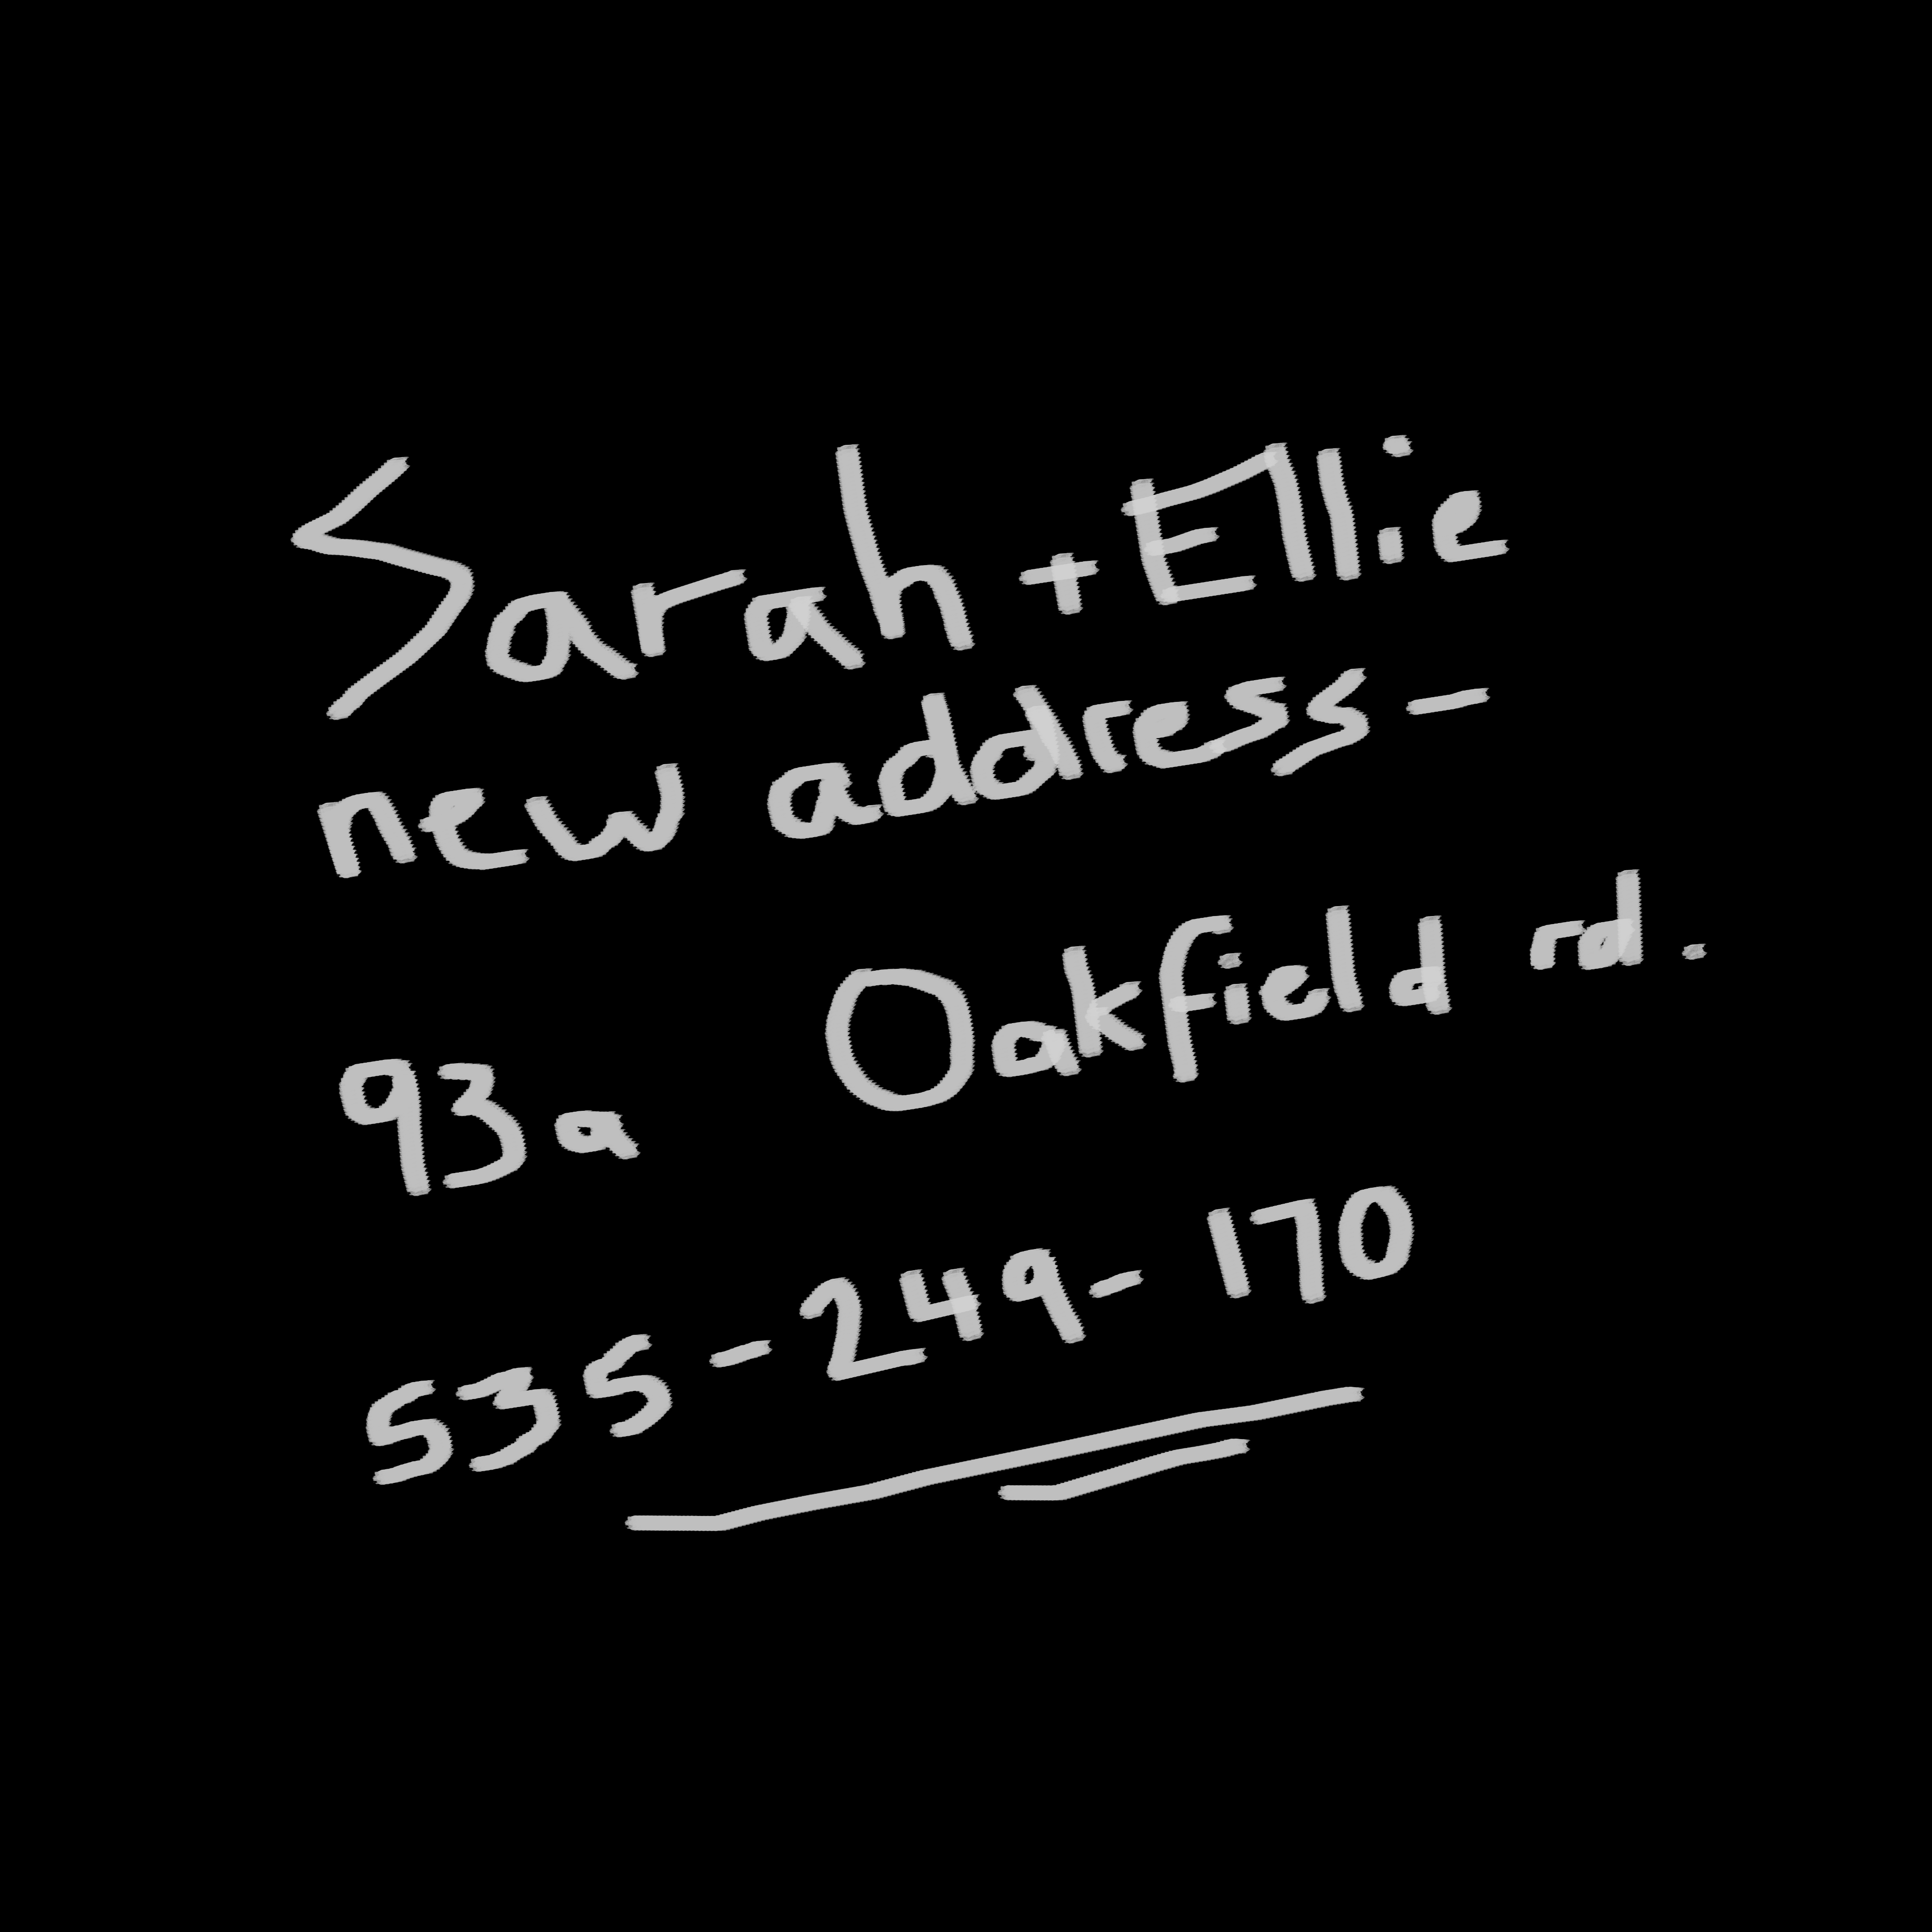 Sarah + Ellie
new address -
93a Oakfield rd.
535-249-170